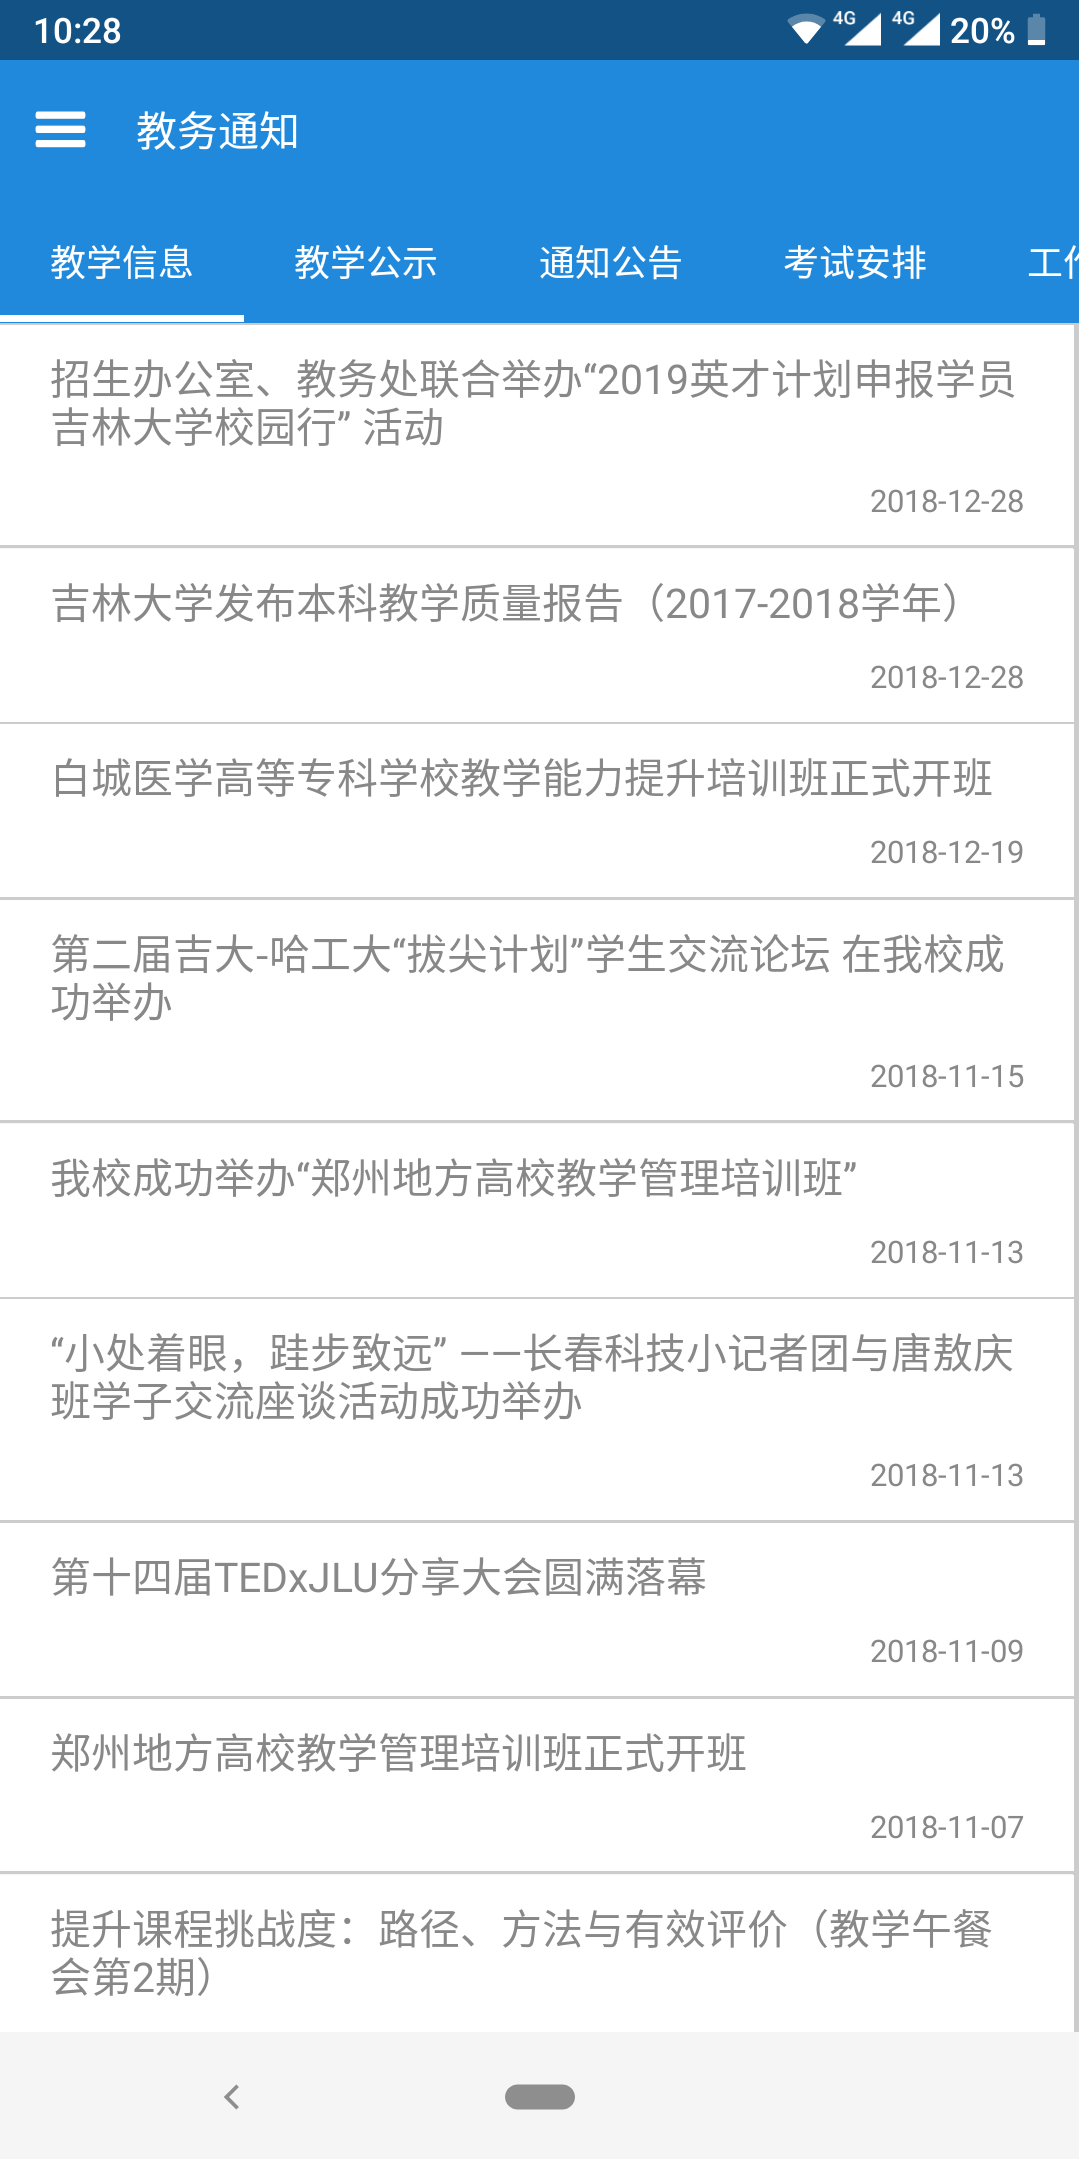 10:28
4G 4G 20%
教务通知
教学信息 教学公示 通知公告 考试安排 工作
招生办公室、教务处联合举办“2019英才计划申报学员
吉林大学校园行” 活动
2018-12-28
吉林大学发布本科教学质量报告（2017-2018学年）
2018-12-28
白城医学高等专科学校教学能力提升培训班正式开班
2018-12-19
第二届吉大-哈工大“拔尖计划”学生交流论坛 在我校成
功举办
2018-11-15
我校成功举办“郑州地方高校教学管理培训班”
2018-11-13
“小处着眼，跬步致远” ——长春科技小记者团与唐敖庆
班学子交流座谈活动成功举办
2018-11-13
第十四届TEDxJLU分享大会圆满落幕
2018-11-09
郑州地方高校教学管理培训班正式开班
2018-11-07
提升课程挑战度：路径、方法与有效评价（教学午餐
会第2期）